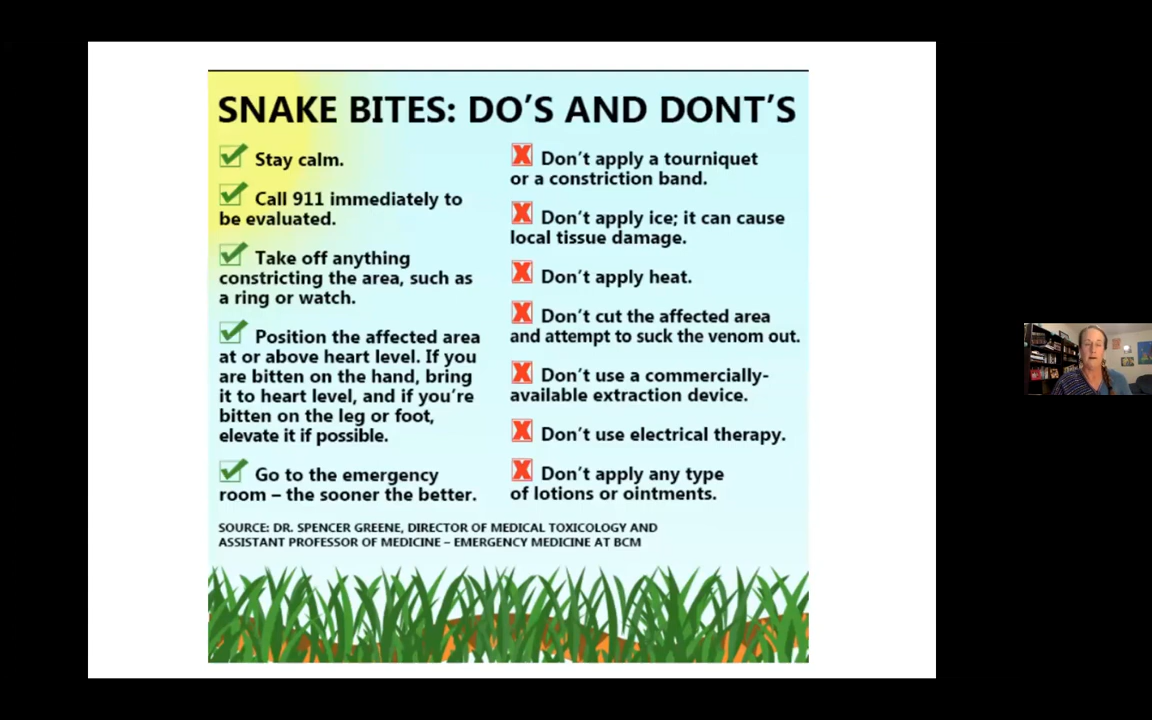 SNAKE BITES: DO'S AND DONT'S
Stay calm.
Call 911 immediately to
be evaluated.
Take off anything
constricting the area, such as
a ring or watch.
Position the affected area
at or above heart level. If you
are bitten on the hand, bring
it to heart level, and if you're
bitten on the leg or foot,
elevate it if possible.
Go to the emergency
room – the sooner the better.
Don't apply a tourniquet
or a constriction band.
Don't apply ice; it can cause
local tissue damage.
Don't apply heat.
Don't cut the affected area
and attempt to suck the venom out.
Don't use a commercially-
available extraction device.
Don't use electrical therapy.
Don't apply any type
of lotions or ointments.
SOURCE: DR. SPENCER GREENE, DIRECTOR OF MEDICAL TOXICOLOGY AND
ASSISTANT PROFESSOR OF MEDICINE – EMERGENCY MEDICINE AT BCM